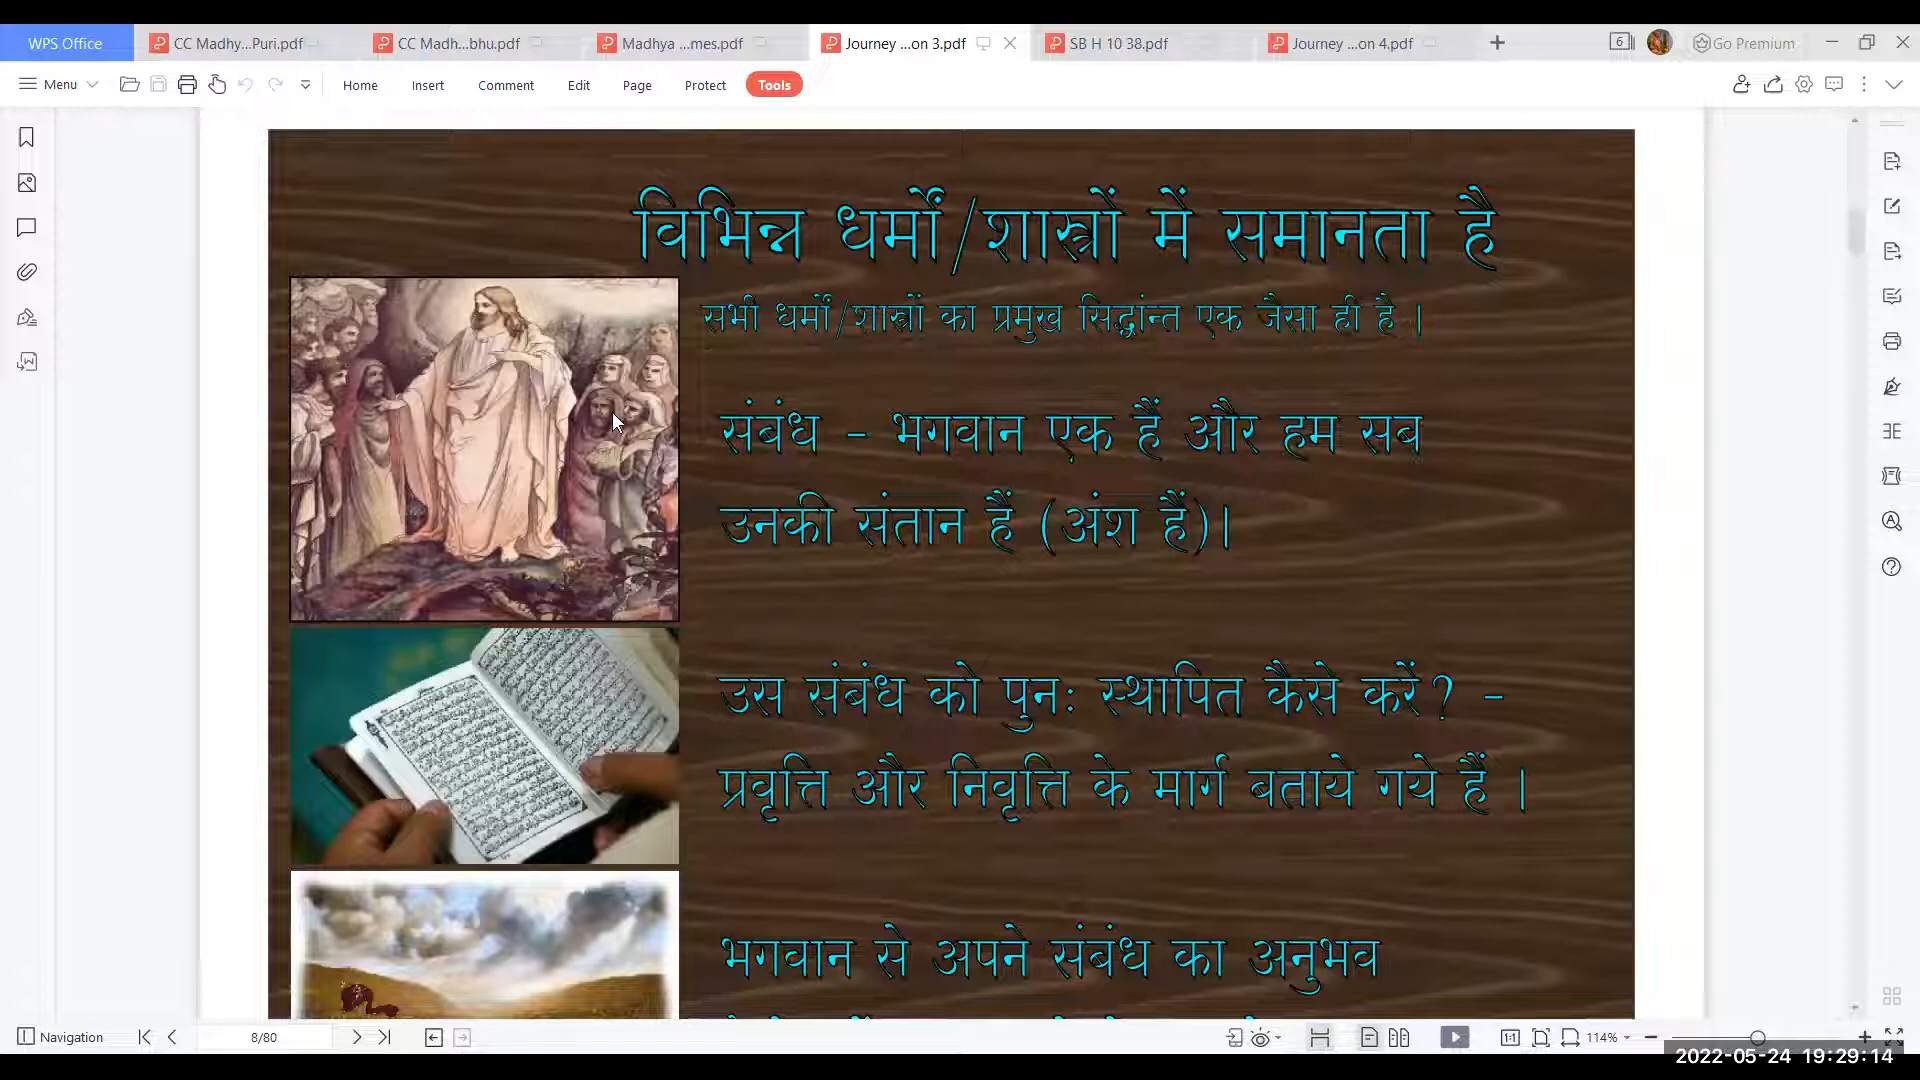 WPS Office
CC Madhy...Puri.pdf
CC Madh...bhu.pdf
Madhya ...mes.pdf
Journey ...on 3.pdf
SB H 10 38.pdf
Journey ...on 4.pdf
6
Go Premium
Menu
Home
Insert
Comment
Edit
Page
Protect
Tools
विभिन्न धर्मों/शास्त्रों में समानता है
सभी धर्मों/शास्त्रों का प्रमुख सिद्धांन्त एक जैसा ही है ।
संबंध - भगवान एक हैं और हम सब
उनकी संतान हैं (अंश हैं)।
उस संबंध को पुनः स्थापित कैसे करें? -
प्रवृत्ति और निवृत्ति के मार्ग बताये गये हैं ।
भगवान से अपने संबंध का अनुभव
Navigation
8/80
1:1
114%
2022-05-24 19:29:14